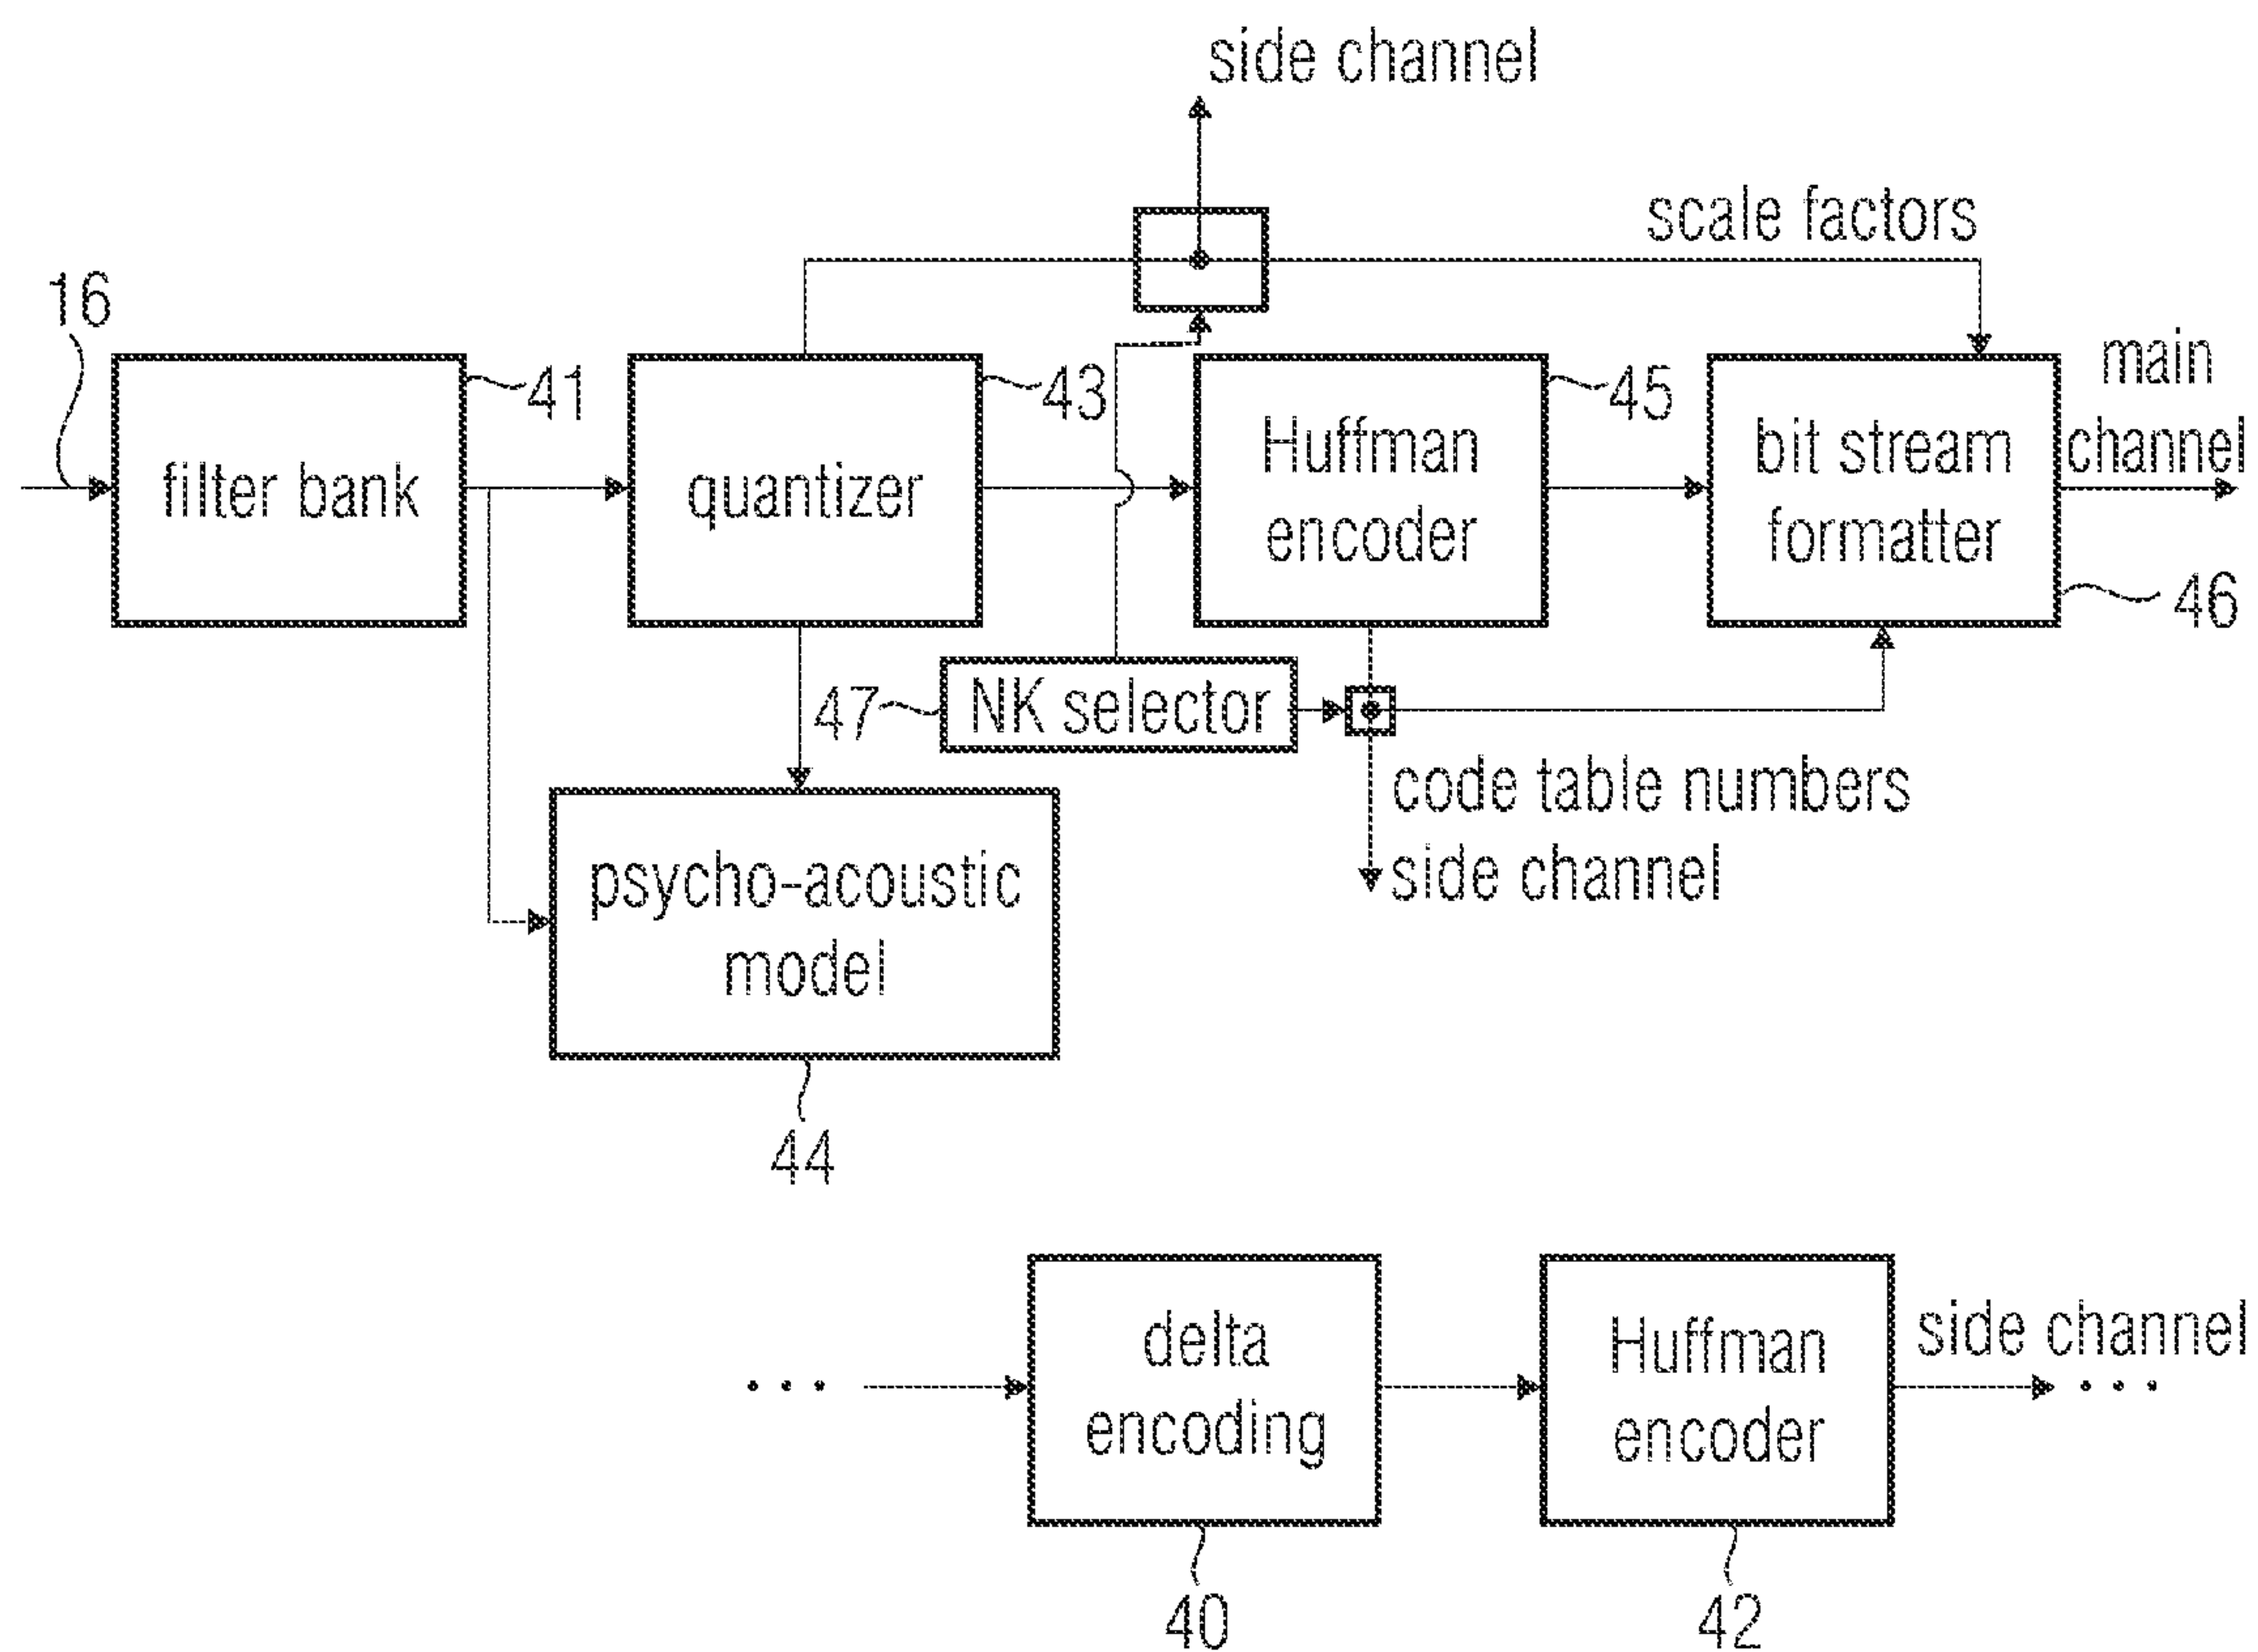 side channel
scale factors
16
41
43
45
main
channel
filter bank
quantizer
Huffman
encoder
bit stream
formatter
46
47
NK selector
code table numbers
side channel
psycho-acoustic
model
44
delta
encoding
Huffman
encoder
side channel
40
42